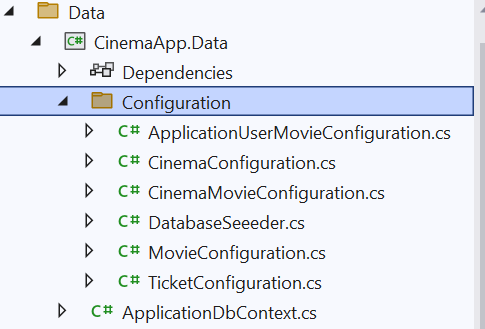 Data
C# CinemaApp.Data
Dependencies
Configuration
C# ApplicationUserMovieConfiguration.cs
C# CinemaConfiguration.cs
C# CinemaMovieConfiguration.cs
C# DatabaseSeeeder.cs
C# MovieConfiguration.cs
C# TicketConfiguration.cs
C# ApplicationDbContext.cs